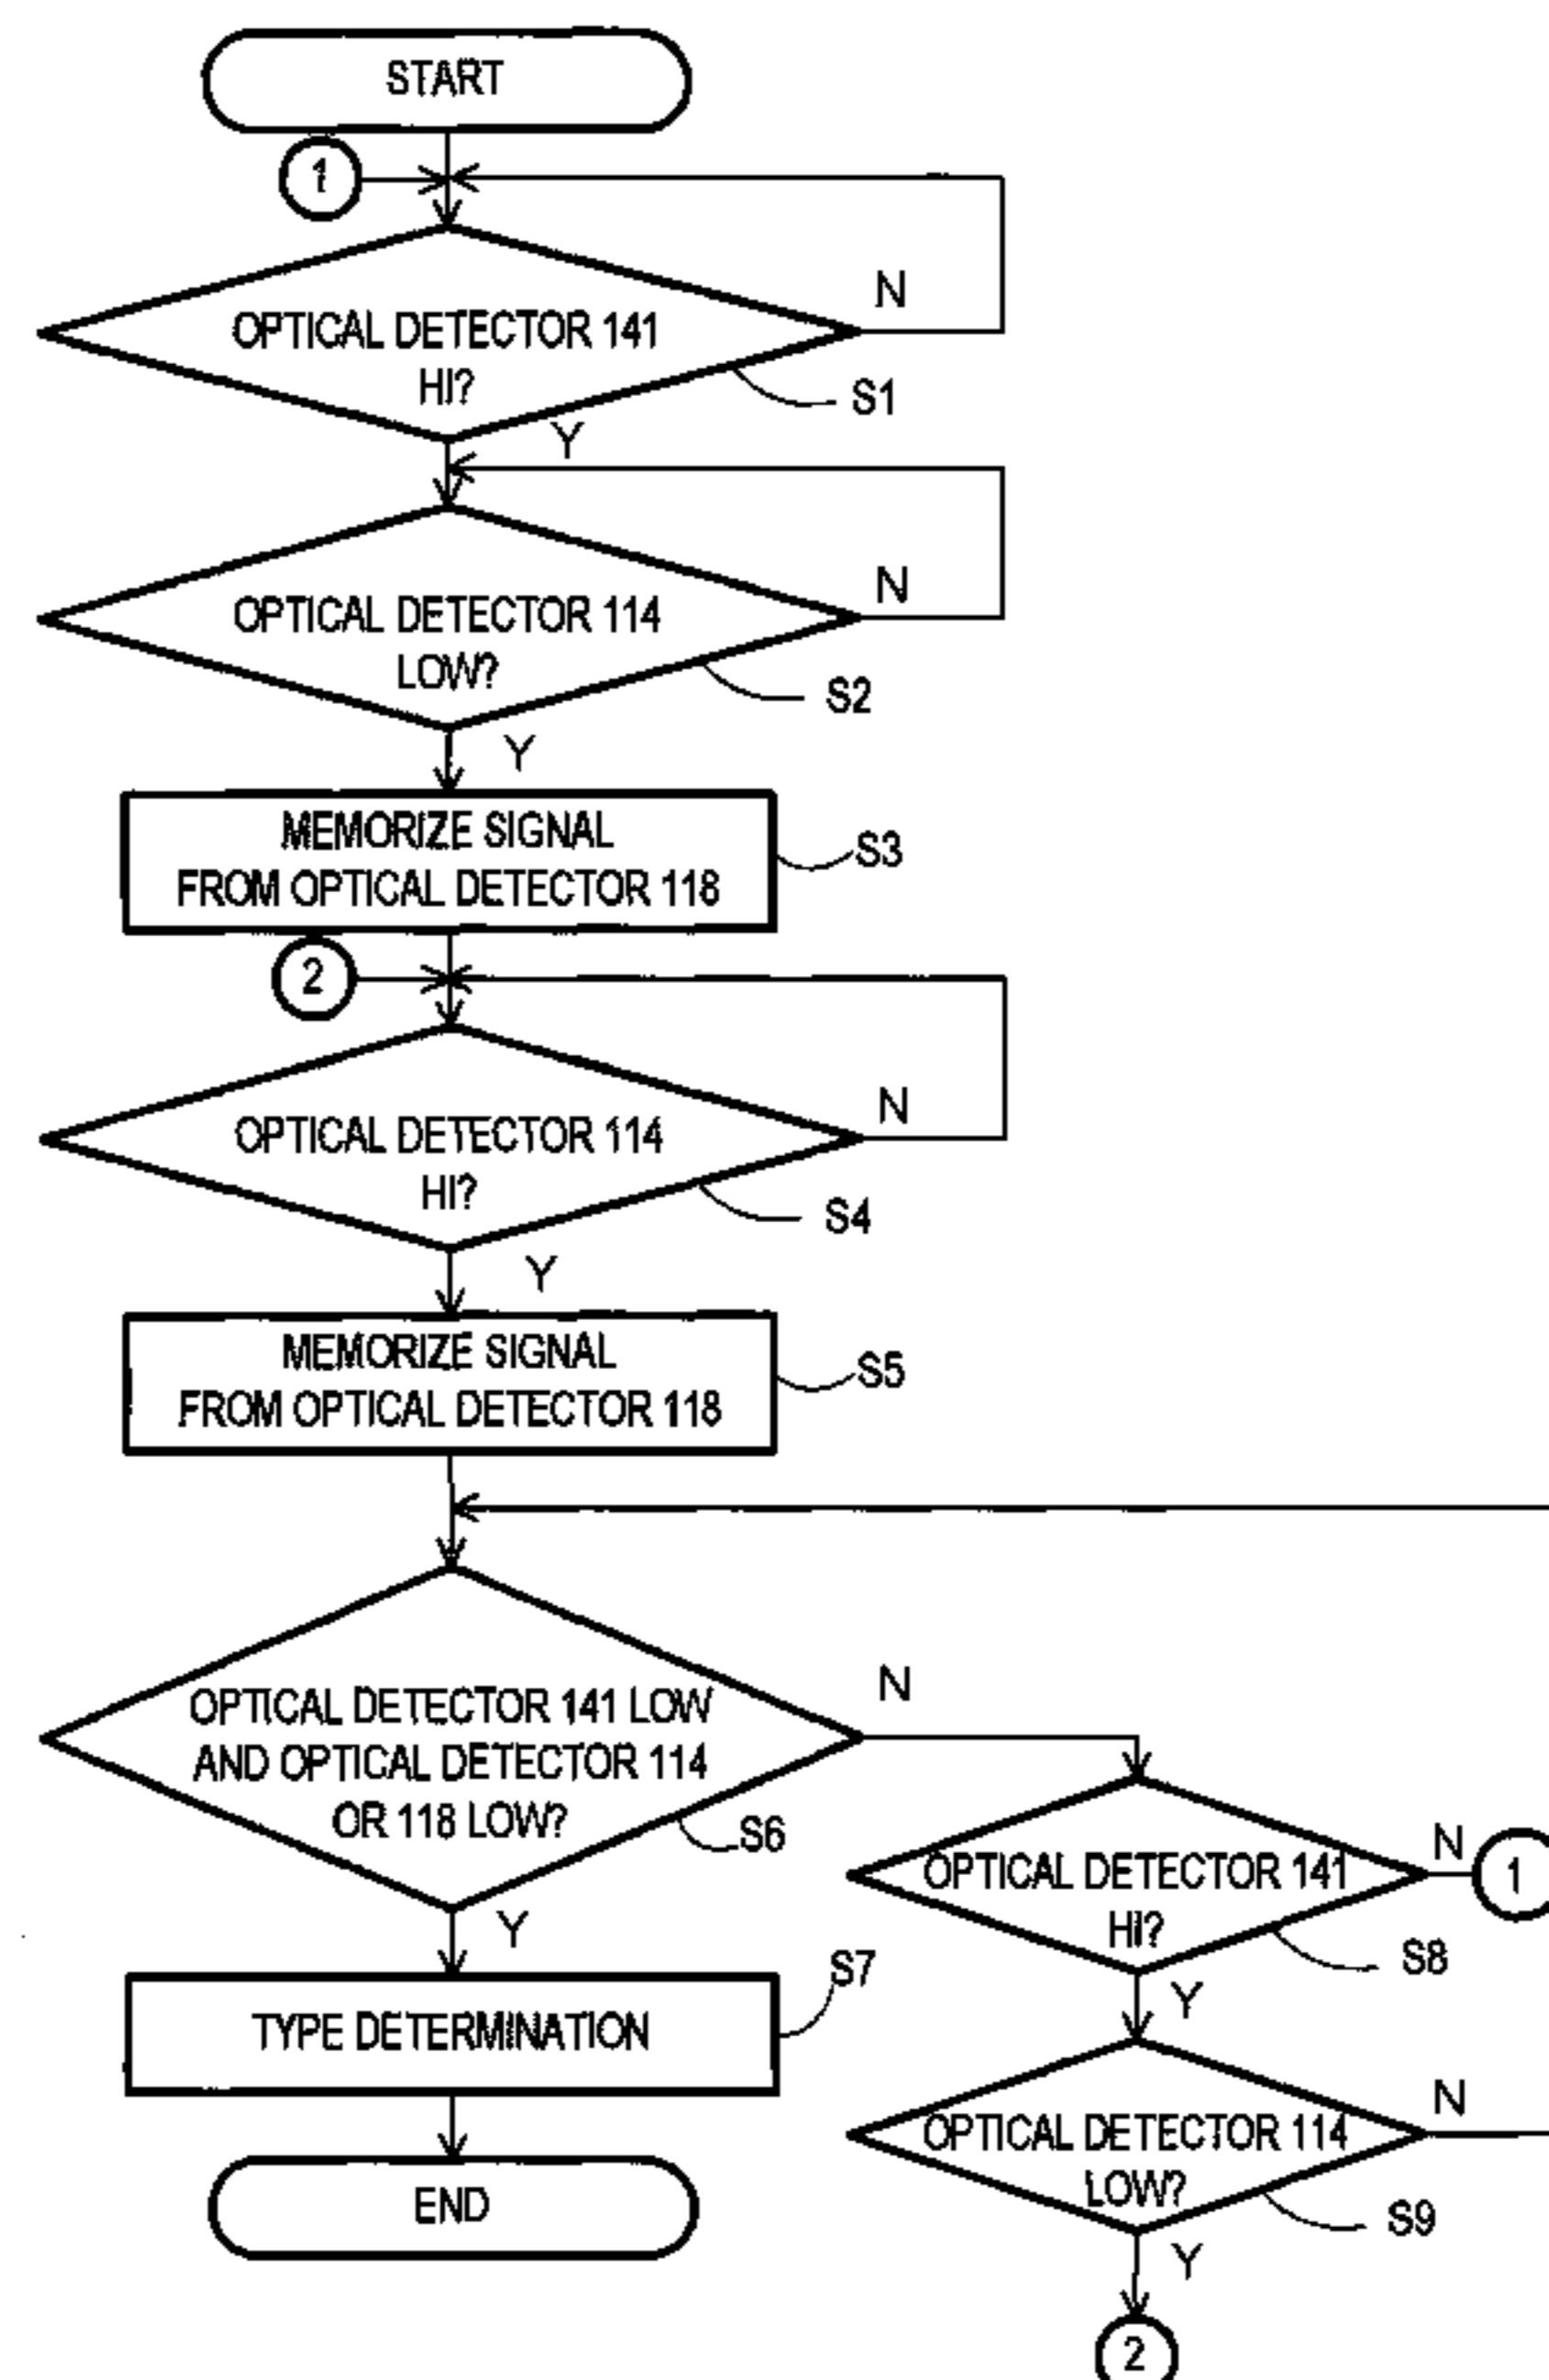 START
1
N
OPTICAL DETECTOR 141
HI?
S1
Y
N
OPTICAL DETECTOR 114
LOW?
S2
Y
MEMORIZE SIGNAL
FROM OPTICAL DETECTOR 118
S3
2
N
OPTICAL DETECTOR 114
HI?
S4
Y
MEMORIZE SIGNAL
FROM OPTICAL DETECTOR 118
S5
N
OPTICAL DETECTOR 141 LOW
AND OPTICAL DETECTOR 114
OR 118 LOW?
S6
Y
N
OPTICAL DETECTOR 141
HI?
1
S8
Y
S7
TYPE DETERMINATION
N
OPTICAL DETECTOR 114
LOW?
S9
END
Y
2